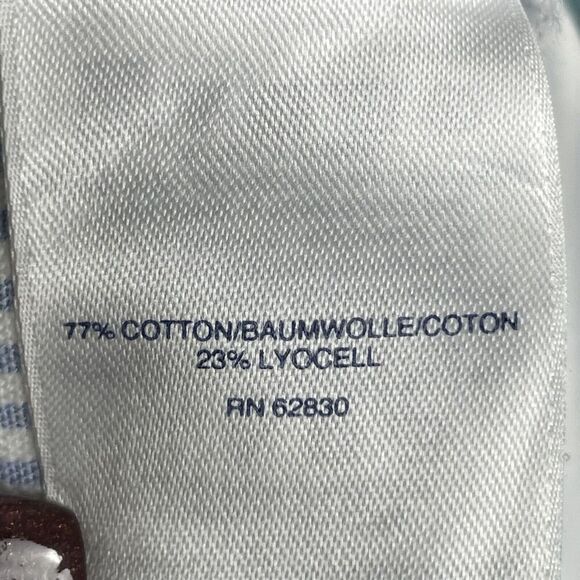 77% COTTON/BAUMWOLLE/COTON
23% LYOCELL
RN 62830